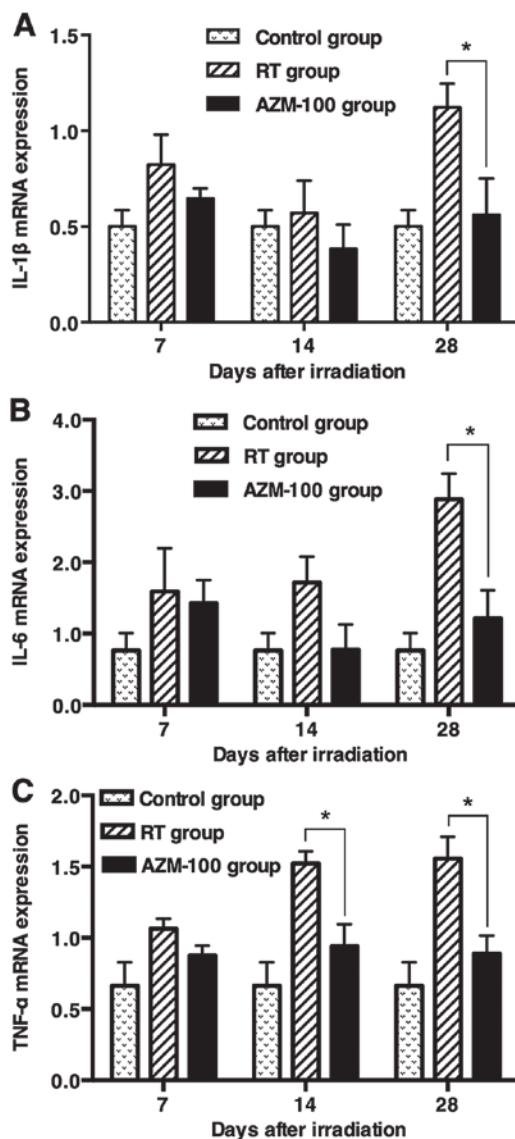 A
1.5
1.0
0.5
0.0
IL-1β mRNA expression
Control group
RT group
AZM-100 group
*
7 14 28
Days after irradiation
B
4.0
3.0
2.0
1.0
0.0
IL-6 mRNA expression
Control group
RT group
AZM-100 group
*
7 14 28
Days after irradiation
C
2.0
1.5
1.0
0.5
0.0
TNF-α mRNA expression
Control group
RT group
AZM-100 group
* *
7 14 28
Days after irradiation